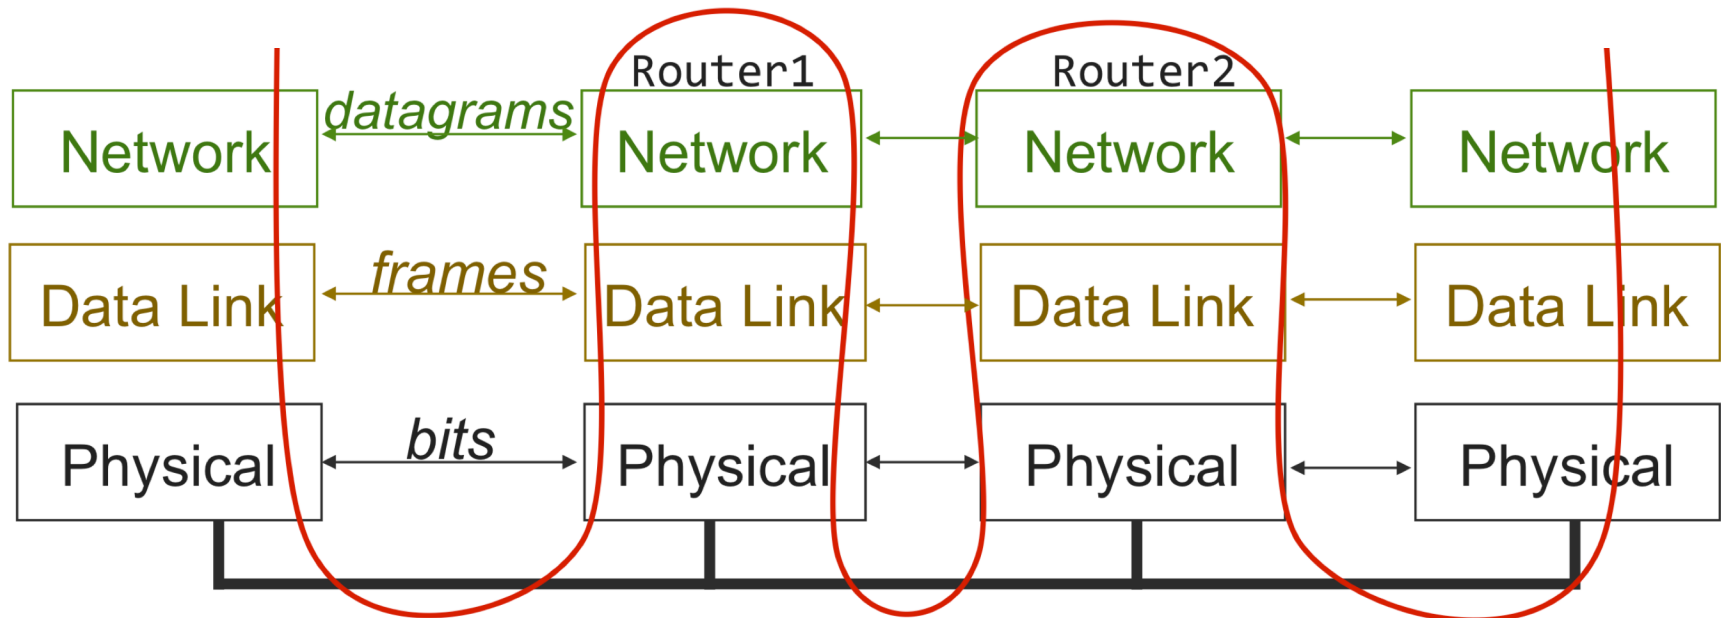 Router1 Router2
datagrams
Network Network Network Network
frames
Data Link Data Link Data Link Data Link
bits
Physical Physical Physical Physical